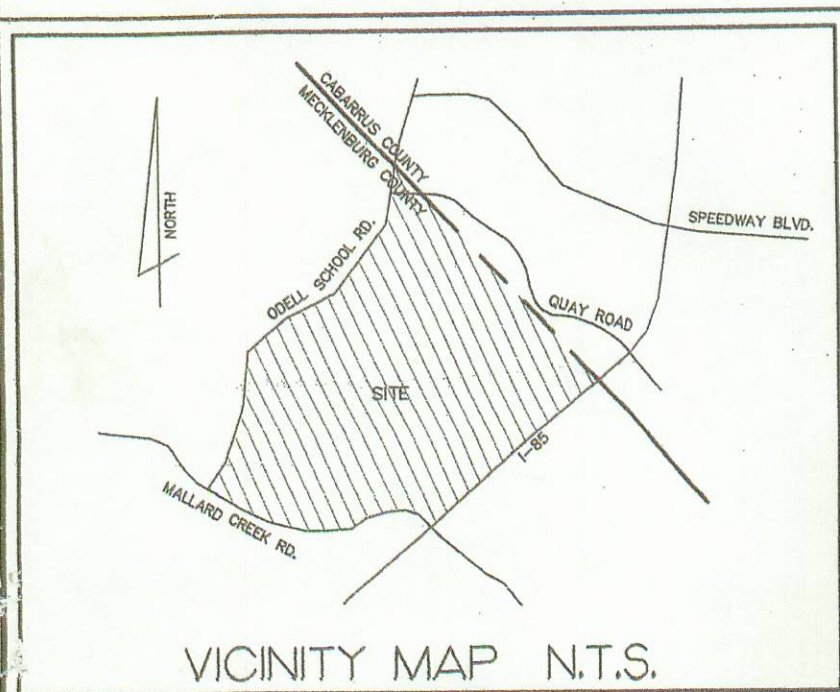 CABARRUS COUNTY
MECKLENBURG COUNTY
NORTH
SPEEDWAY BLVD.
ODELL SCHOOL RD.
QUAY ROAD
SITE
I-85
MALLARD CREEK RD.
VICINITY MAP N.T.S.